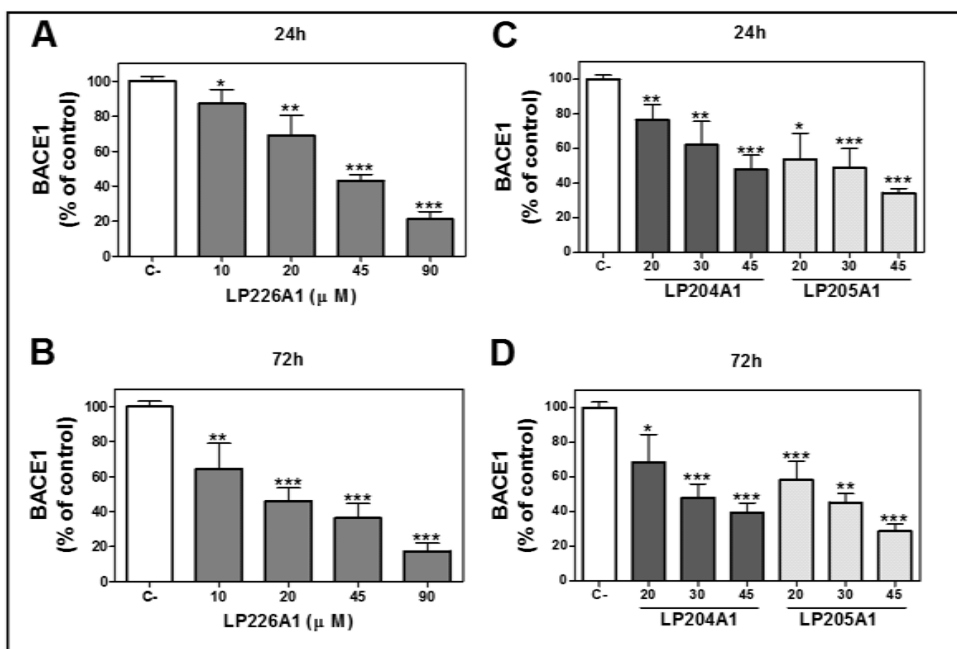 A
24h
BACE1
(% of control)
100
80
60
40
20
0
*
**
***
***
C- 10 20 45 90
LP226A1 (μ M)
C
24h
BACE1
(% of control)
100
80
60
40
20
0
**
**
***
*
***
***
C- 20 30 45 20 30 45
LP204A1 LP205A1
B
72h
BACE1
(% of control)
100
80
60
40
20
0
**
***
***
***
C- 10 20 45 90
LP226A1 (μ M)
D
72h
BACE1
(% of control)
100
80
60
40
20
0
*
***
***
***
**
***
C- 20 30 45 20 30 45
LP204A1 LP205A1